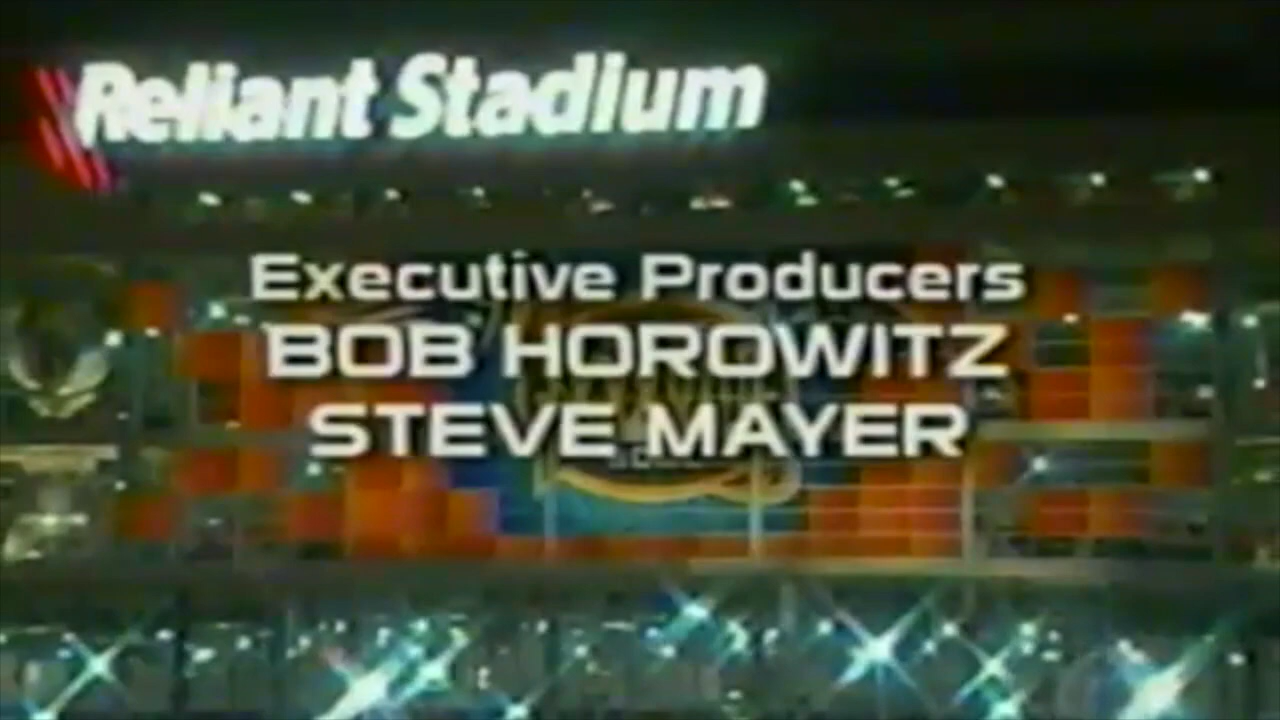 Reliant Stadium
Executive Producers
BOB HOROWITZ
STEVE MAYER